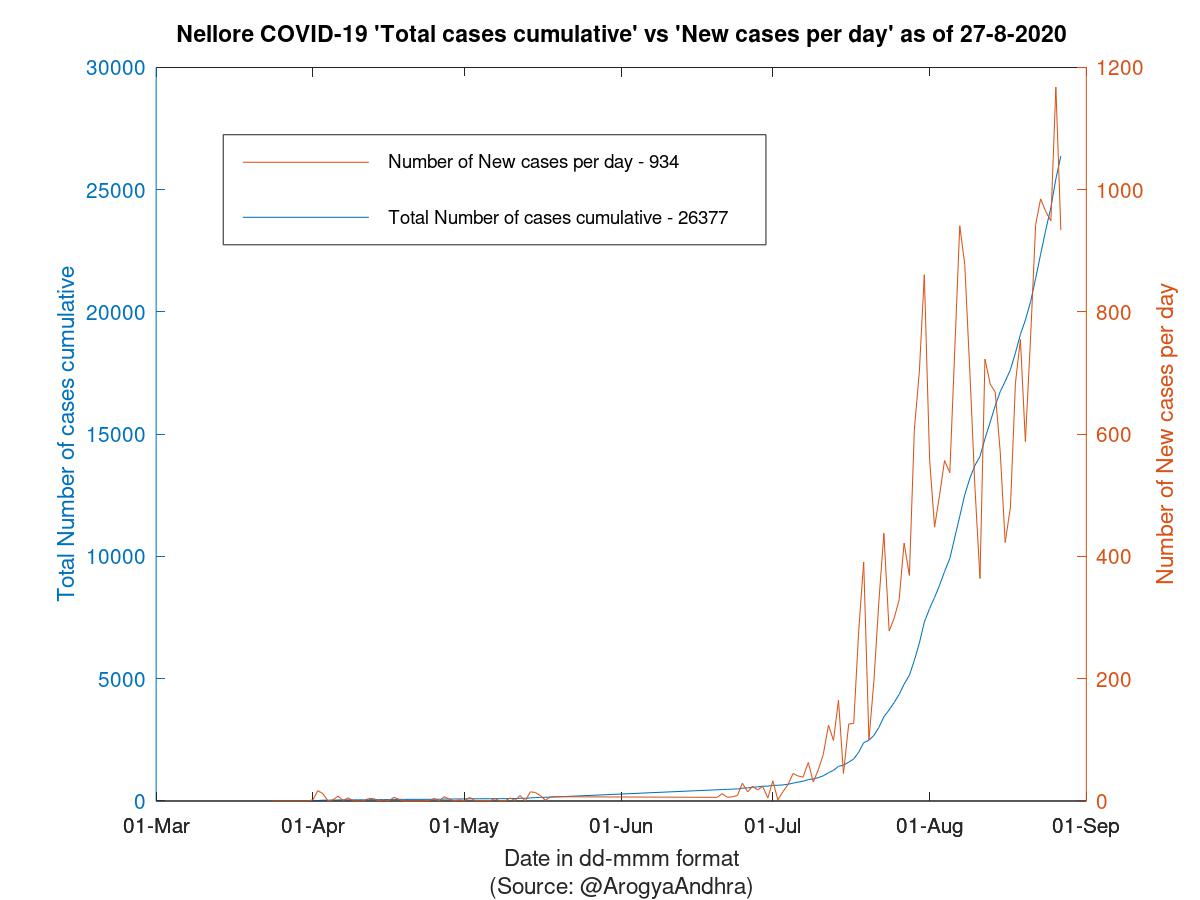 Nellore COVID-19 'Total cases cumulative' vs 'New cases per day' as of 27-8-2020
30000
25000
20000
15000
10000
5000
0
Total Number of cases cumulative
Number of New cases per day - 934
Total Number of cases cumulative - 26377
1200
1000
800
600
400
200
0
Number of New cases per day
01-Mar 01-Apr 01-May 01-Jun 01-Jul 01-Aug 01-Sep
Date in dd-mmm format
(Source: @ArogyaAndhra)